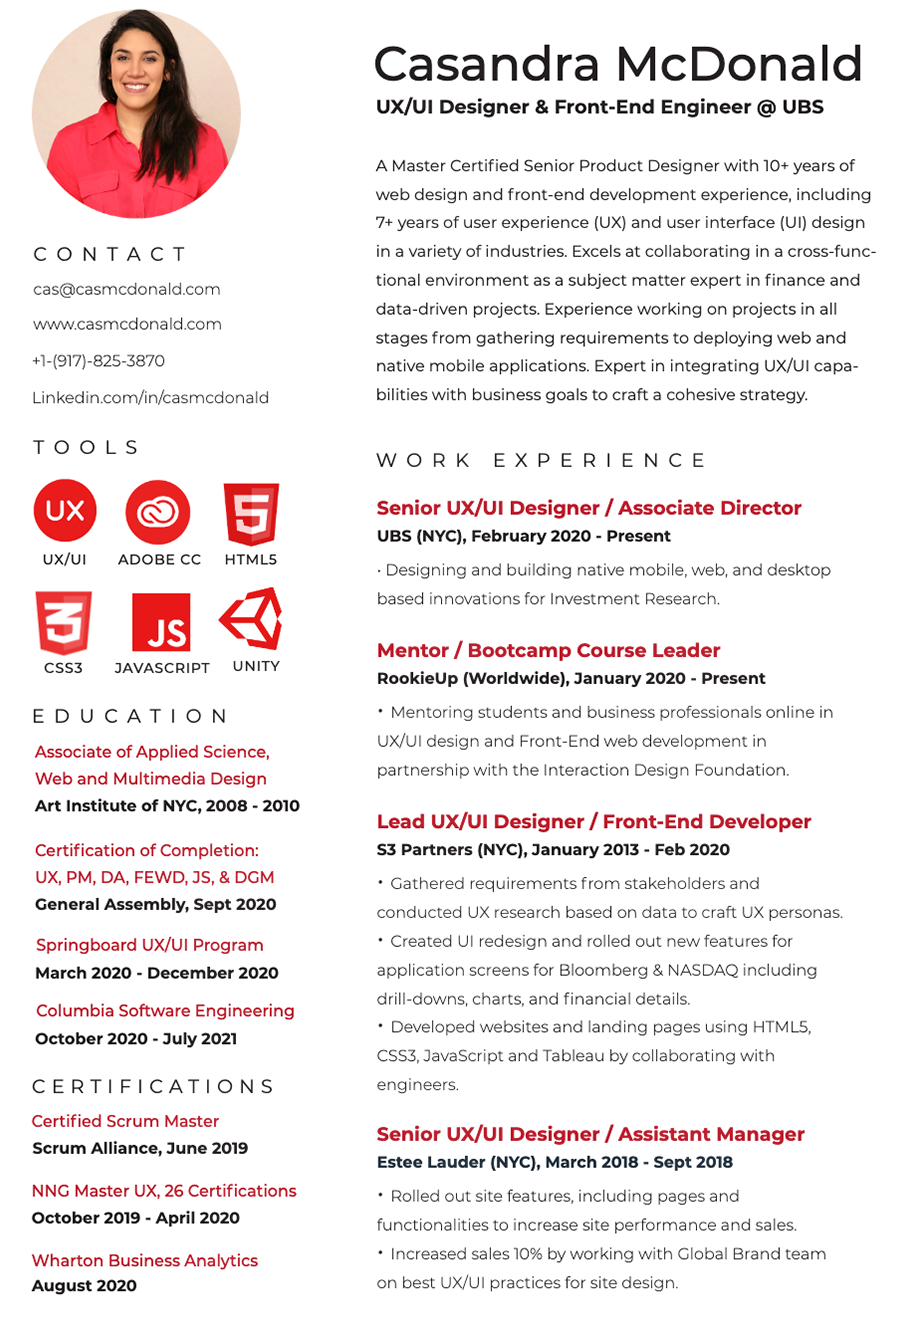 Casandra McDonald
UX/UI Designer & Front-End Engineer @ UBS
A Master Certified Senior Product Designer with 10+ years of
web design and front-end development experience, including
7+ years of user experience (UX) and user interface (UI) design
in a variety of industries. Excels at collaborating in a cross-func-
tional environment as a subject matter expert in finance and
data-driven projects. Experience working on projects in all
stages from gathering requirements to deploying web and
native mobile applications. Expert in integrating UX/UI capa-
bilities with business goals to craft a cohesive strategy.
CONTACT
cas@casmcdonald.com
www.casmcdonald.com
+1-(917)-825-3870
Linkedin.com/in/casmcdonald
TOOLS
UX
5
UX/UI ADOBE CC HTML5
3 JS
CSS3 JAVASCRIPT UNITY
EDUCATION
Associate of Applied Science,
Web and Multimedia Design
Art Institute of NYC, 2008 - 2010
Certification of Completion:
UX, PM, DA, FEWD, JS, & DGM
General Assembly, Sept 2020
Springboard UX/UI Program
March 2020 - December 2020
Columbia Software Engineering
October 2020 - July 2021
CERTIFICATIONS
Certified Scrum Master
Scrum Alliance, June 2019
NNG Master UX, 26 Certifications
October 2019 - April 2020
Wharton Business Analytics
August 2020
WORK EXPERIENCE
Senior UX/UI Designer / Associate Director
UBS (NYC), February 2020 - Present
• Designing and building native mobile, web, and desktop
based innovations for Investment Research.
Mentor / Bootcamp Course Leader
RookieUp (Worldwide), January 2020 - Present
• Mentoring students and business professionals online in
UX/UI design and Front-End web development in
partnership with the Interaction Design Foundation.
Lead UX/UI Designer / Front-End Developer
S3 Partners (NYC), January 2013 - Feb 2020
• Gathered requirements from stakeholders and
conducted UX research based on data to craft UX personas.
• Created UI redesign and rolled out new features for
application screens for Bloomberg & NASDAQ including
drill-downs, charts, and financial details.
• Developed websites and landing pages using HTML5,
CSS3, JavaScript and Tableau by collaborating with
engineers.
Senior UX/UI Designer / Assistant Manager
Estee Lauder (NYC), March 2018 - Sept 2018
• Rolled out site features, including pages and
functionalities to increase site performance and sales.
• Increased sales 10% by working with Global Brand team
on best UX/UI practices for site design.